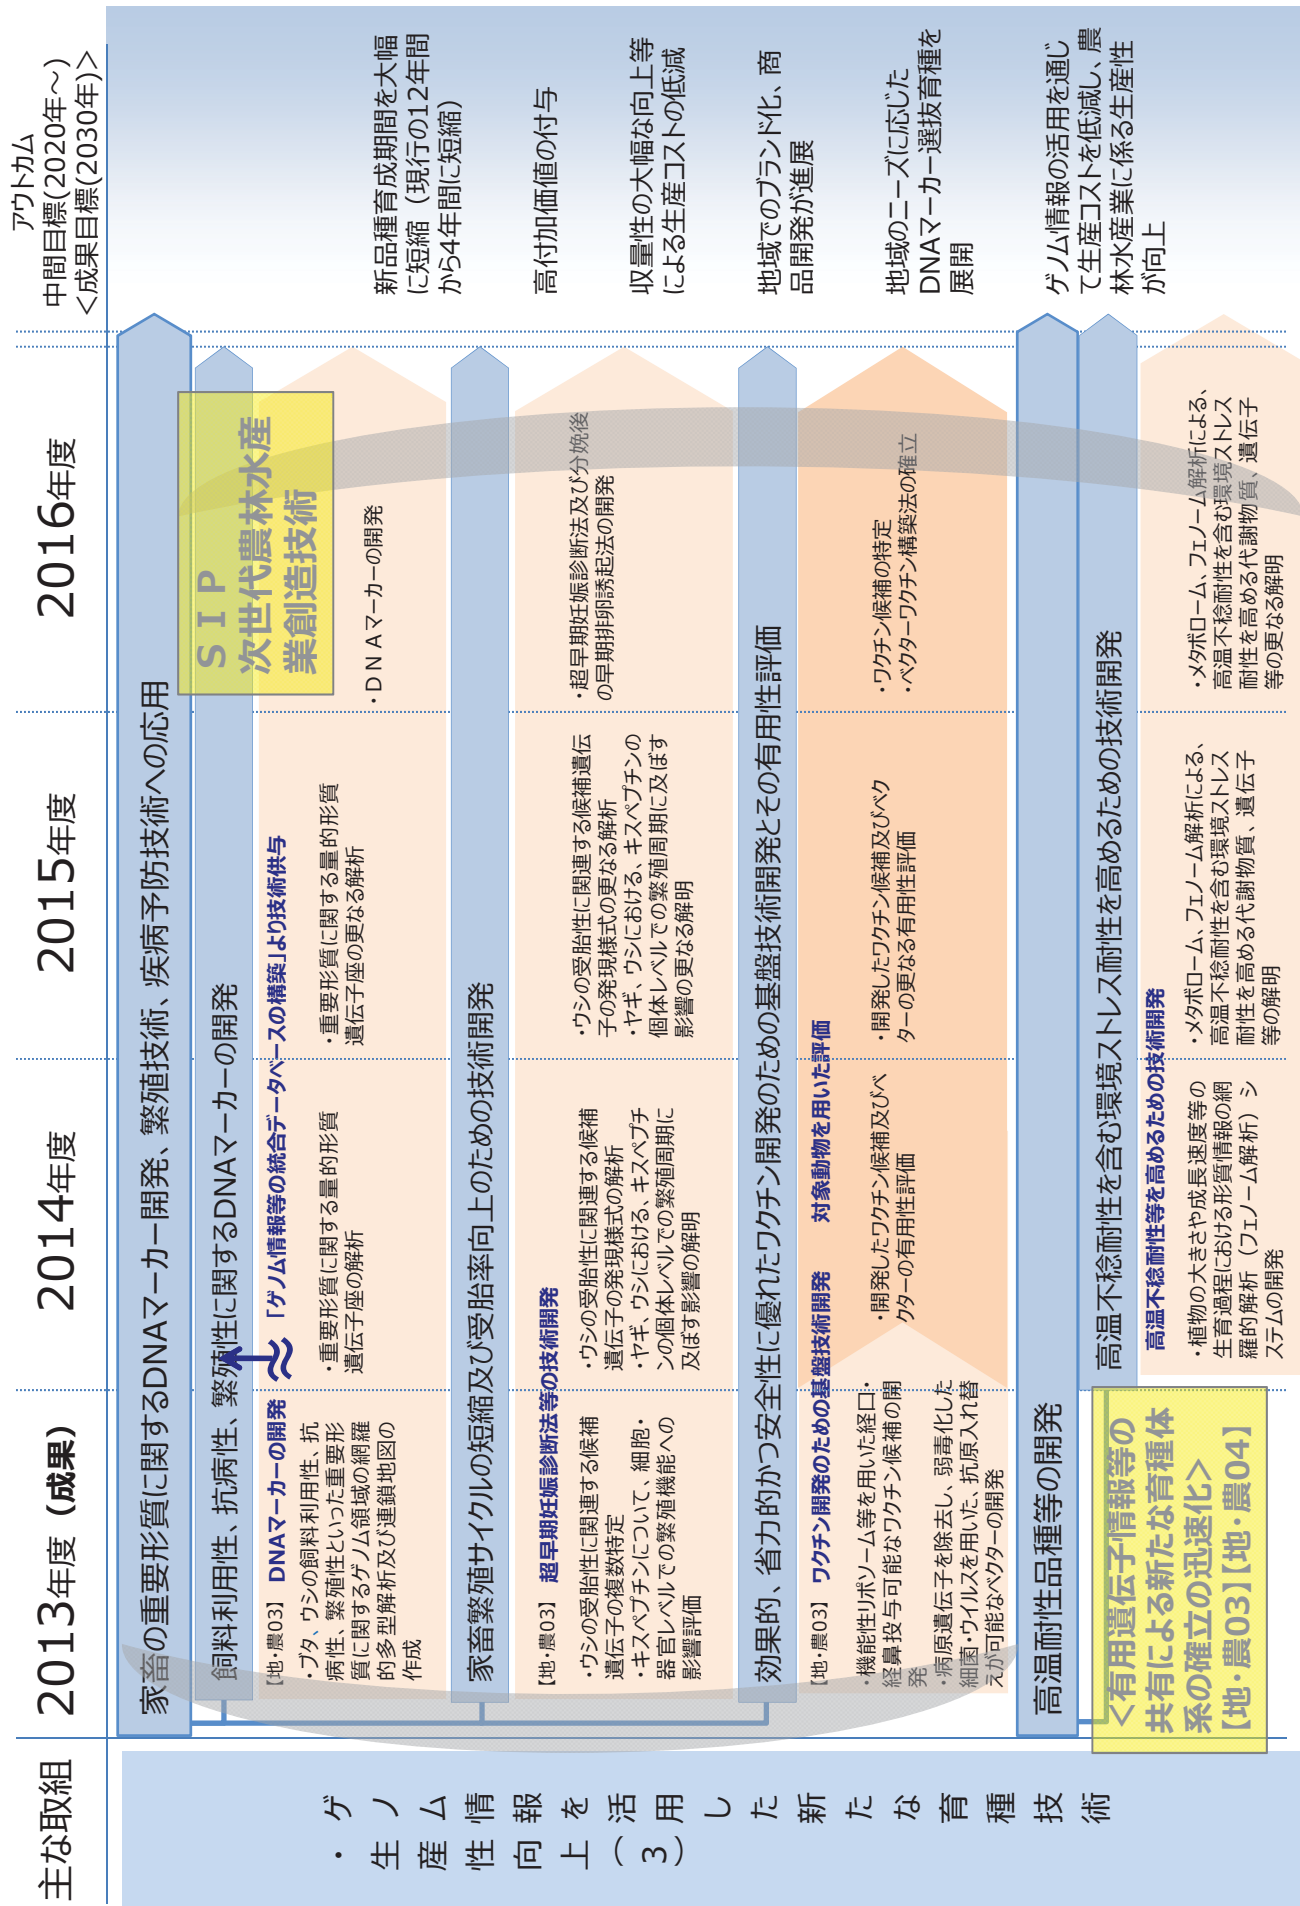 主な取組
2013年度（成果）
2014年度
2015年度
2016年度
アウトカム
中間目標(2020年～)
＜成果目標(2030年)＞
・ゲノム情報を活用した新たな育種技術
生産性向上（3）
家畜の重要形質に関するDNAマーカー開発、繁殖技術、疾病予防技術への応用
飼料利用性、抗病性、繁殖性に関するDNAマーカーの開発
SIP
次世代農林水産
業創造技術
【地・農03】 DNAマーカーの開発
「ゲノム情報等の統合データベースの構築」より技術供与
・ブタ、ウシの飼料利用性、抗
病性、繁殖性といった重要形
質に関するゲノム領域の網羅
的多型解析及び連鎖地図の
作成
・重要形質に関する量的形質
遺伝子座の解析
・重要形質に関する量的形質
遺伝子座の更なる解析
・ＤＮＡマーカーの開発
家畜繁殖サイクルの短縮及び受胎率向上のための技術開発
【地・農03】 超早期妊娠診断法等の技術開発
・ウシの受胎性に関連する候補
遺伝子の複数特定
・キスペプチンについて、細胞・
器官レベルでの繁殖機能への
影響評価
・ウシの受胎性に関連する候補
遺伝子の発現様式の解析
・ヤギ、ウシにおける、キスペプチ
ンの個体レベルでの繁殖周期に
及ぼす影響の解明
・ウシの受胎性に関連する候補遺伝
子の発現様式の更なる解析
・ヤギ、ウシにおける、キスペプチンの
個体レベルでの繁殖周期に及ぼす
影響の更なる解明
・超早期妊娠診断法及び分娩後
の早期排卵誘起法の開発
効果的、省力的かつ安全性に優れたワクチン開発のための基盤技術開発とその有用性評価
【地・農03】 ワクチン開発のための基盤技術開発
対象動物を用いた評価
・機能性リポソーム等を用いた経口・
経鼻投与可能なワクチン候補の開
発
・病原遺伝子を除去し、弱毒化した
細菌・ウイルスを用いた、抗原入れ替
えが可能なベクターの開発
・開発したワクチン候補及びベ
クターの有用性評価
・開発したワクチン候補及びベク
ターの更なる有用性評価
・ワクチン候補の特定
・ベクターワクチン構築法の確立
高温耐性品種等の開発
高温不稔耐性を含む環境ストレス耐性を高めるための技術開発
＜有用遺伝子情報等の
共有による新たな育種体
系の確立の迅速化＞
【地・農03】【地・農04】
高温不稔耐性等を高めるための技術開発
・植物の大きさや成長速度等の
生育過程における形質情報の網
羅的解析（フェノーム解析）シ
ステムの開発
・メタボローム、フェノーム解析による、
高温不稔耐性を含む環境ストレス
耐性を高める代謝物質、遺伝子
等の解明
・メタボローム、フェノーム解析による、
高温不稔耐性を含む環境ストレス
耐性を高める代謝物質、遺伝子
等の更なる解明
新品種育成期間を大幅
に短縮（現行の12年間
から4年間に短縮）
高付加価値の付与
収量性の大幅な向上等
による生産コストの低減
地域でのブランド化、商
品開発が進展
地域のニーズに応じた
DNAマーカー選抜育種を
展開
ゲノム情報の活用を通じ
て生産コストを低減し、農
林水産業に係る生産性
が向上